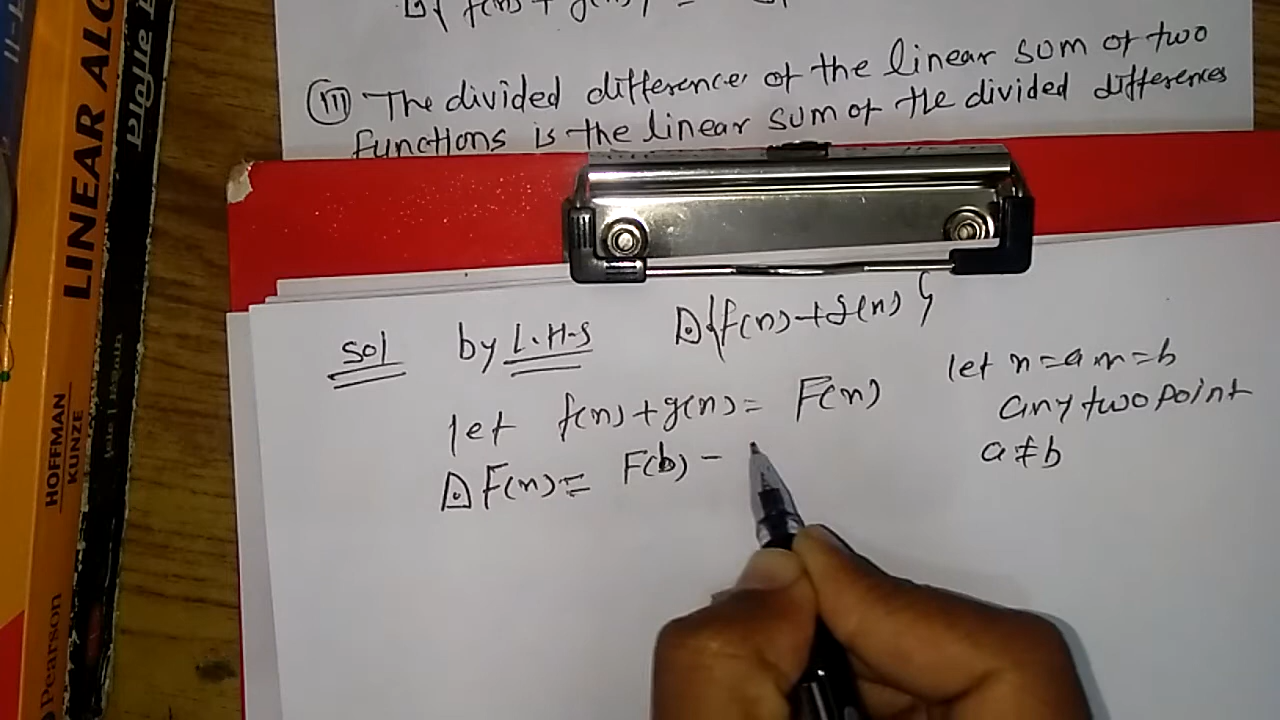 (III) The divided difference of the linear sum of two
functions is the linear sum of the divided differences
Sol by L.H.S ⍋{f(n)+g(n)}
let f(n)+g(n)= F(n)
⍋ F(n) = F(b) -
let n=a n=b
any two point
a≠b
LINEAR ALG
HOFFMAN
KUNZE
Pearson